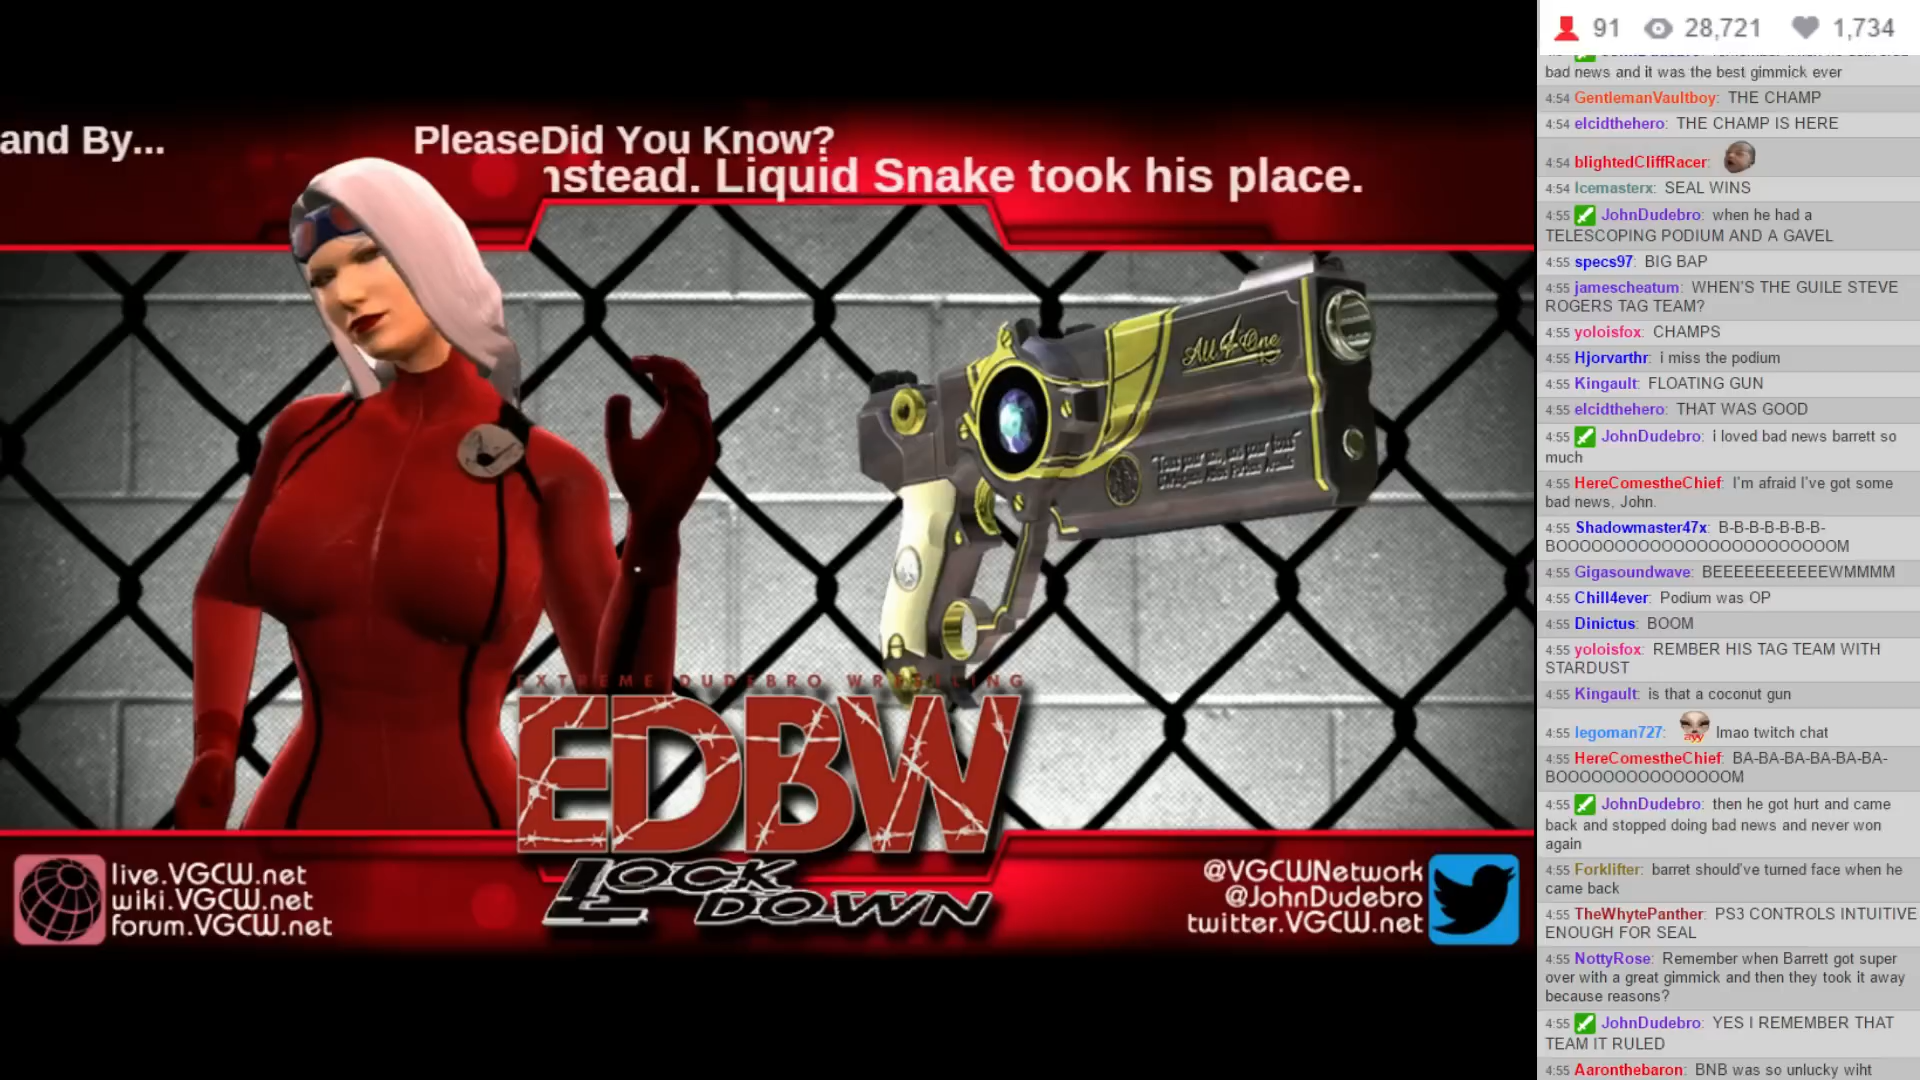 and By...
PleaseDid You Know?
nstead. Liquid Snake took his place.
All 4 One
EXTREME DUDEBRO WRESTLING
EDBW
LOCK
DOWN
live.VGCW.net
wiki.VGCW.net
forum.VGCW.net
@VGCWNetwork
@JohnDudebro
twitter.VGCW.net
91 28,721 1,734
bad news and it was the best gimmick ever
4:54 GentlemanVaultboy: THE CHAMP
4:54 elcidthehero: THE CHAMP IS HERE
4:54 blightedCliffRacer:
4:54 Icemasterx: SEAL WINS
4:55 JohnDudebro: when he had a
TELESCOPING PODIUM AND A GAVEL
4:55 specs97: BIG BAP
4:55 jamescheatum: WHEN'S THE GUILE STEVE
ROGERS TAG TEAM?
4:55 yoloisfox: CHAMPS
4:55 Hjorvarthr: i miss the podium
4:55 Kingault: FLOATING GUN
4:55 elcidthehero: THAT WAS GOOD
4:55 JohnDudebro: i loved bad news barrett so
much
4:55 HereComestheChief: I'm afraid I've got some
bad news, John.
4:55 Shadowmaster47x: B-B-B-B-B-B-B-
BOOOOOOOOOOOOOOOOOOOOOOOM
4:55 Gigasoundwave: BEEEEEEEEEEEWMMMM
4:55 Chill4ever: Podium was OP
4:55 Dinictus: BOOM
4:55 yoloisfox: REMBER HIS TAG TEAM WITH
STARDUST
4:55 Kingault: is that a coconut gun
4:55 legoman727: ayy lmao twitch chat
4:55 HereComestheChief: BA-BA-BA-BA-BA-BA-
BOOOOOOOOOOOOOOOM
4:55 JohnDudebro: then he got hurt and came
back and stopped doing bad news and never won
again
4:55 Forklifter: barret should've turned face when he
came back
4:55 TheWhytePanther: PS3 CONTROLS INTUITIVE
ENOUGH FOR SEAL
4:55 NottyRose: Remember when Barrett got super
over with a great gimmick and then they took it away
because reasons?
4:55 JohnDudebro: YES I REMEMBER THAT
TEAM IT RULED
4:55 Aaronthebaron: BNB was so unlucky wiht